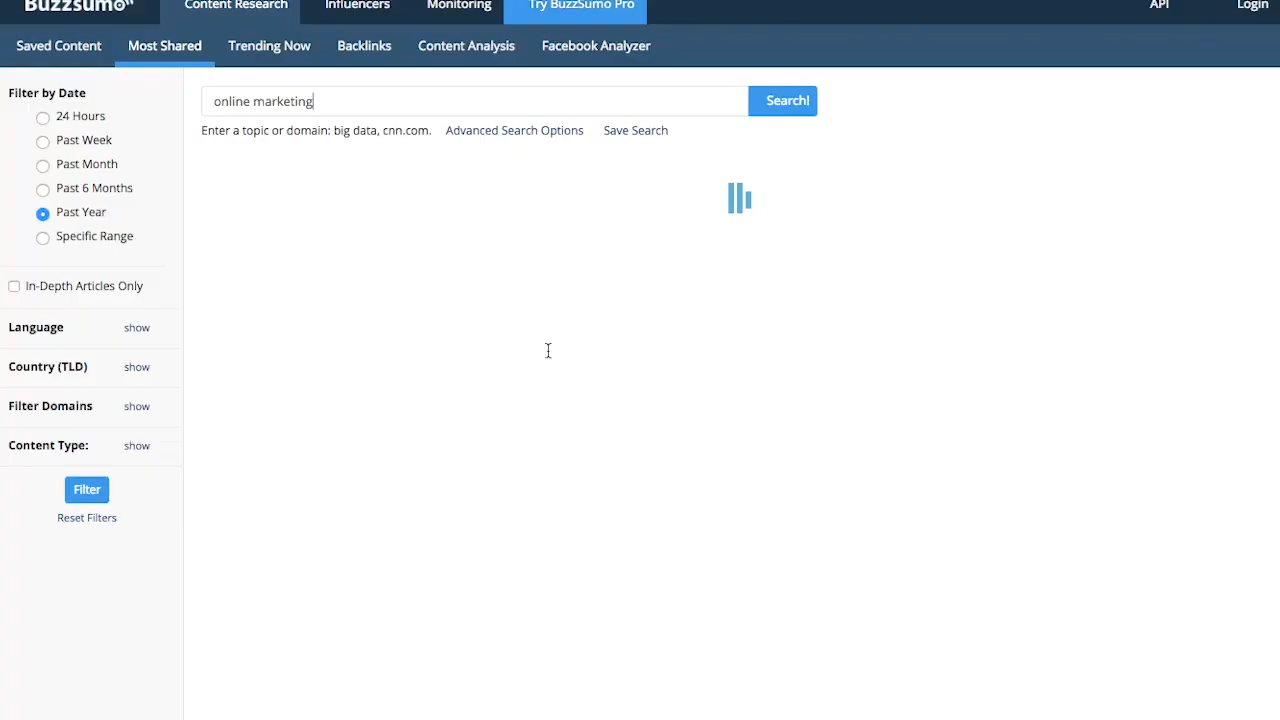 BuzzSumo Content Research Influencers Monitoring Try BuzzSumo Pro API Login
Saved Content Most Shared Trending Now Backlinks Content Analysis Facebook Analyzer
Filter by Date
24 Hours
Past Week
Past Month
Past 6 Months
Past Year
Specific Range
In-Depth Articles Only
Language show
Country (TLD) show
Filter Domains show
Content Type: show
Filter
Reset Filters
online marketing Search!
Enter a topic or domain: big data, cnn.com. Advanced Search Options Save Search